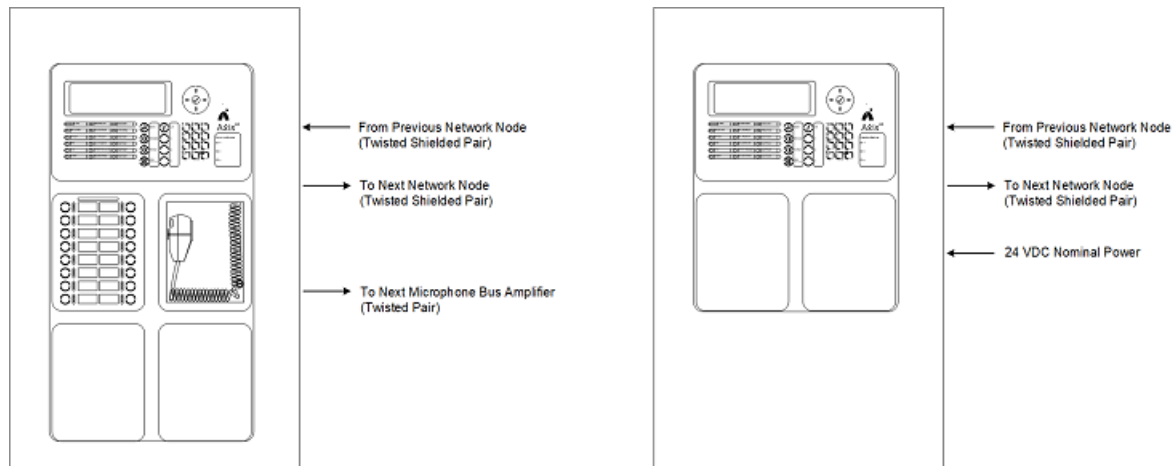 From Previous Network Node
(Twisted Shielded Pair)
To Next Network Node
(Twisted Shielded Pair)
To Next Microphone Bus Amplifier
(Twisted Pair)
From Previous Network Node
(Twisted Shielded Pair)
To Next Network Node
(Twisted Shielded Pair)
24 VDC Nominal Power